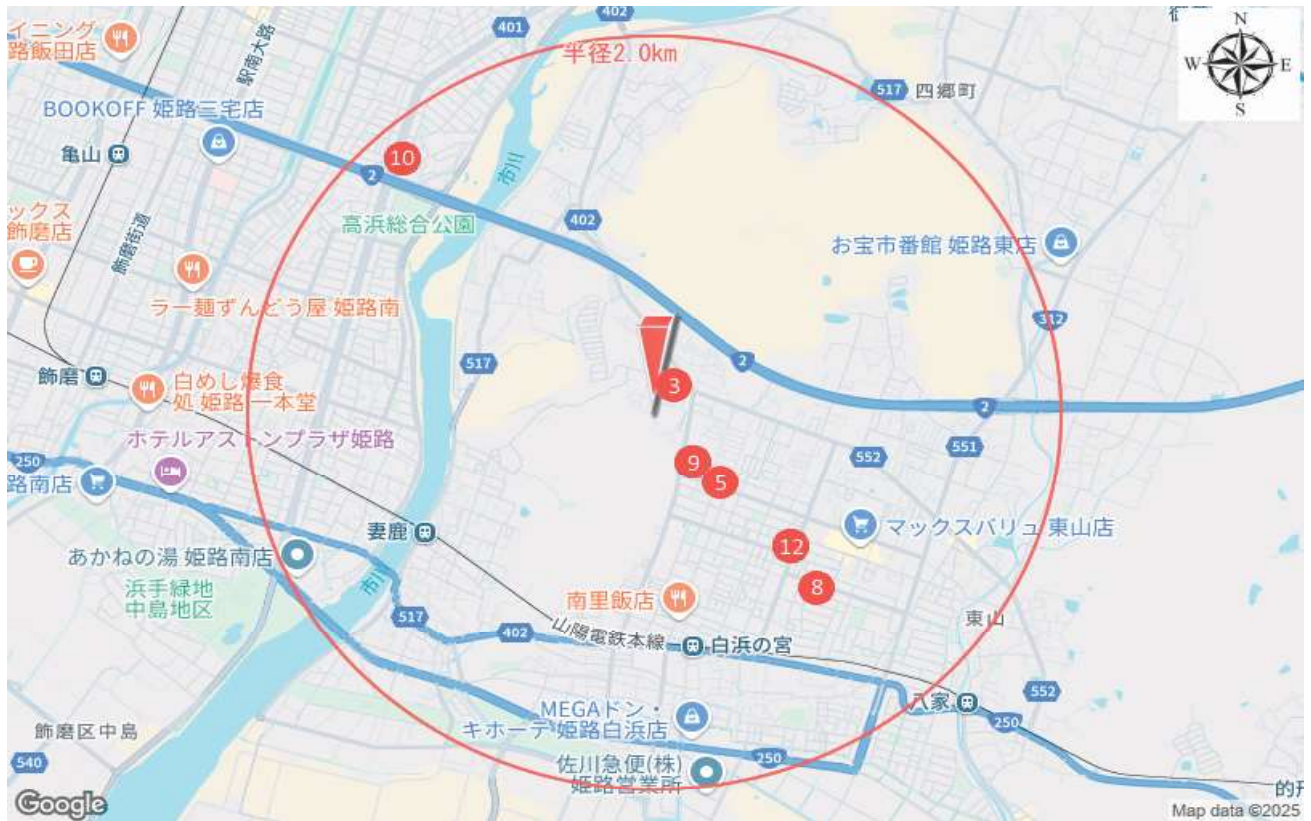 イニング
路飯田店
駅南大路
401
402
半径2.0km
N
W
E
S
517
四郷町
BOOKOFF 姫路三宅店
亀山
10
2
市川
高浜総合公園
402
ックス
飾磨店
飾磨街道
お宝市番館 姫路東店
ラー麺ずんどう屋 姫路南
312
517
2
飾磨
白めし爆食
処 姫路 一本堂
3
2
ホテルアストンプラザ姫路
551
552
250
路南店
9
5
妻鹿
マックスバリュ 東山店
あかねの湯 姫路南店
12
8
浜手緑地
中島地区
市川
南里飯店
517
402
山陽電鉄本線
白浜の宮
東山
552
八家
MEGAドン・
キホーテ 姫路白浜店
250
飾磨区中島
540
佐川急便(株)
姫路営業所
250
的形
Google
Map data ©2025